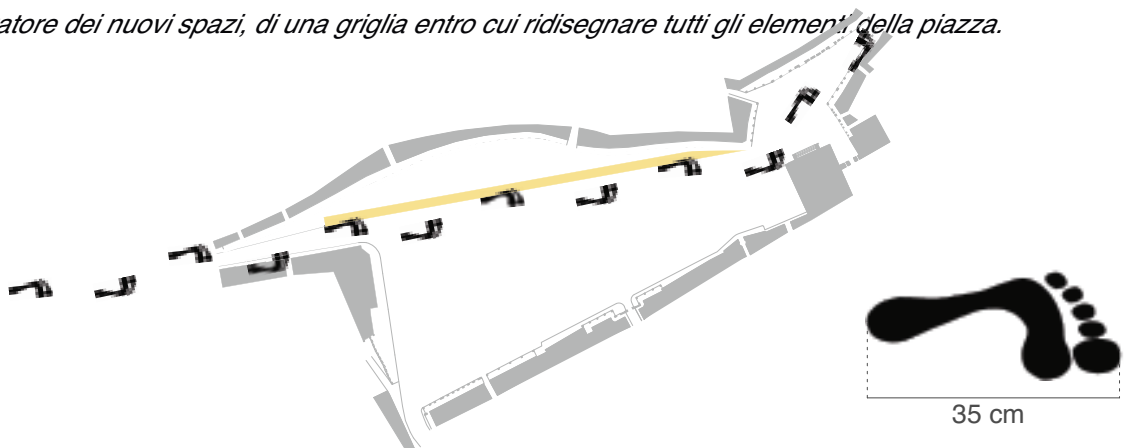 atore dei nuovi spazi, di una griglia entro cui ridisegnare tutti gli elementi della piazza.
35 cm